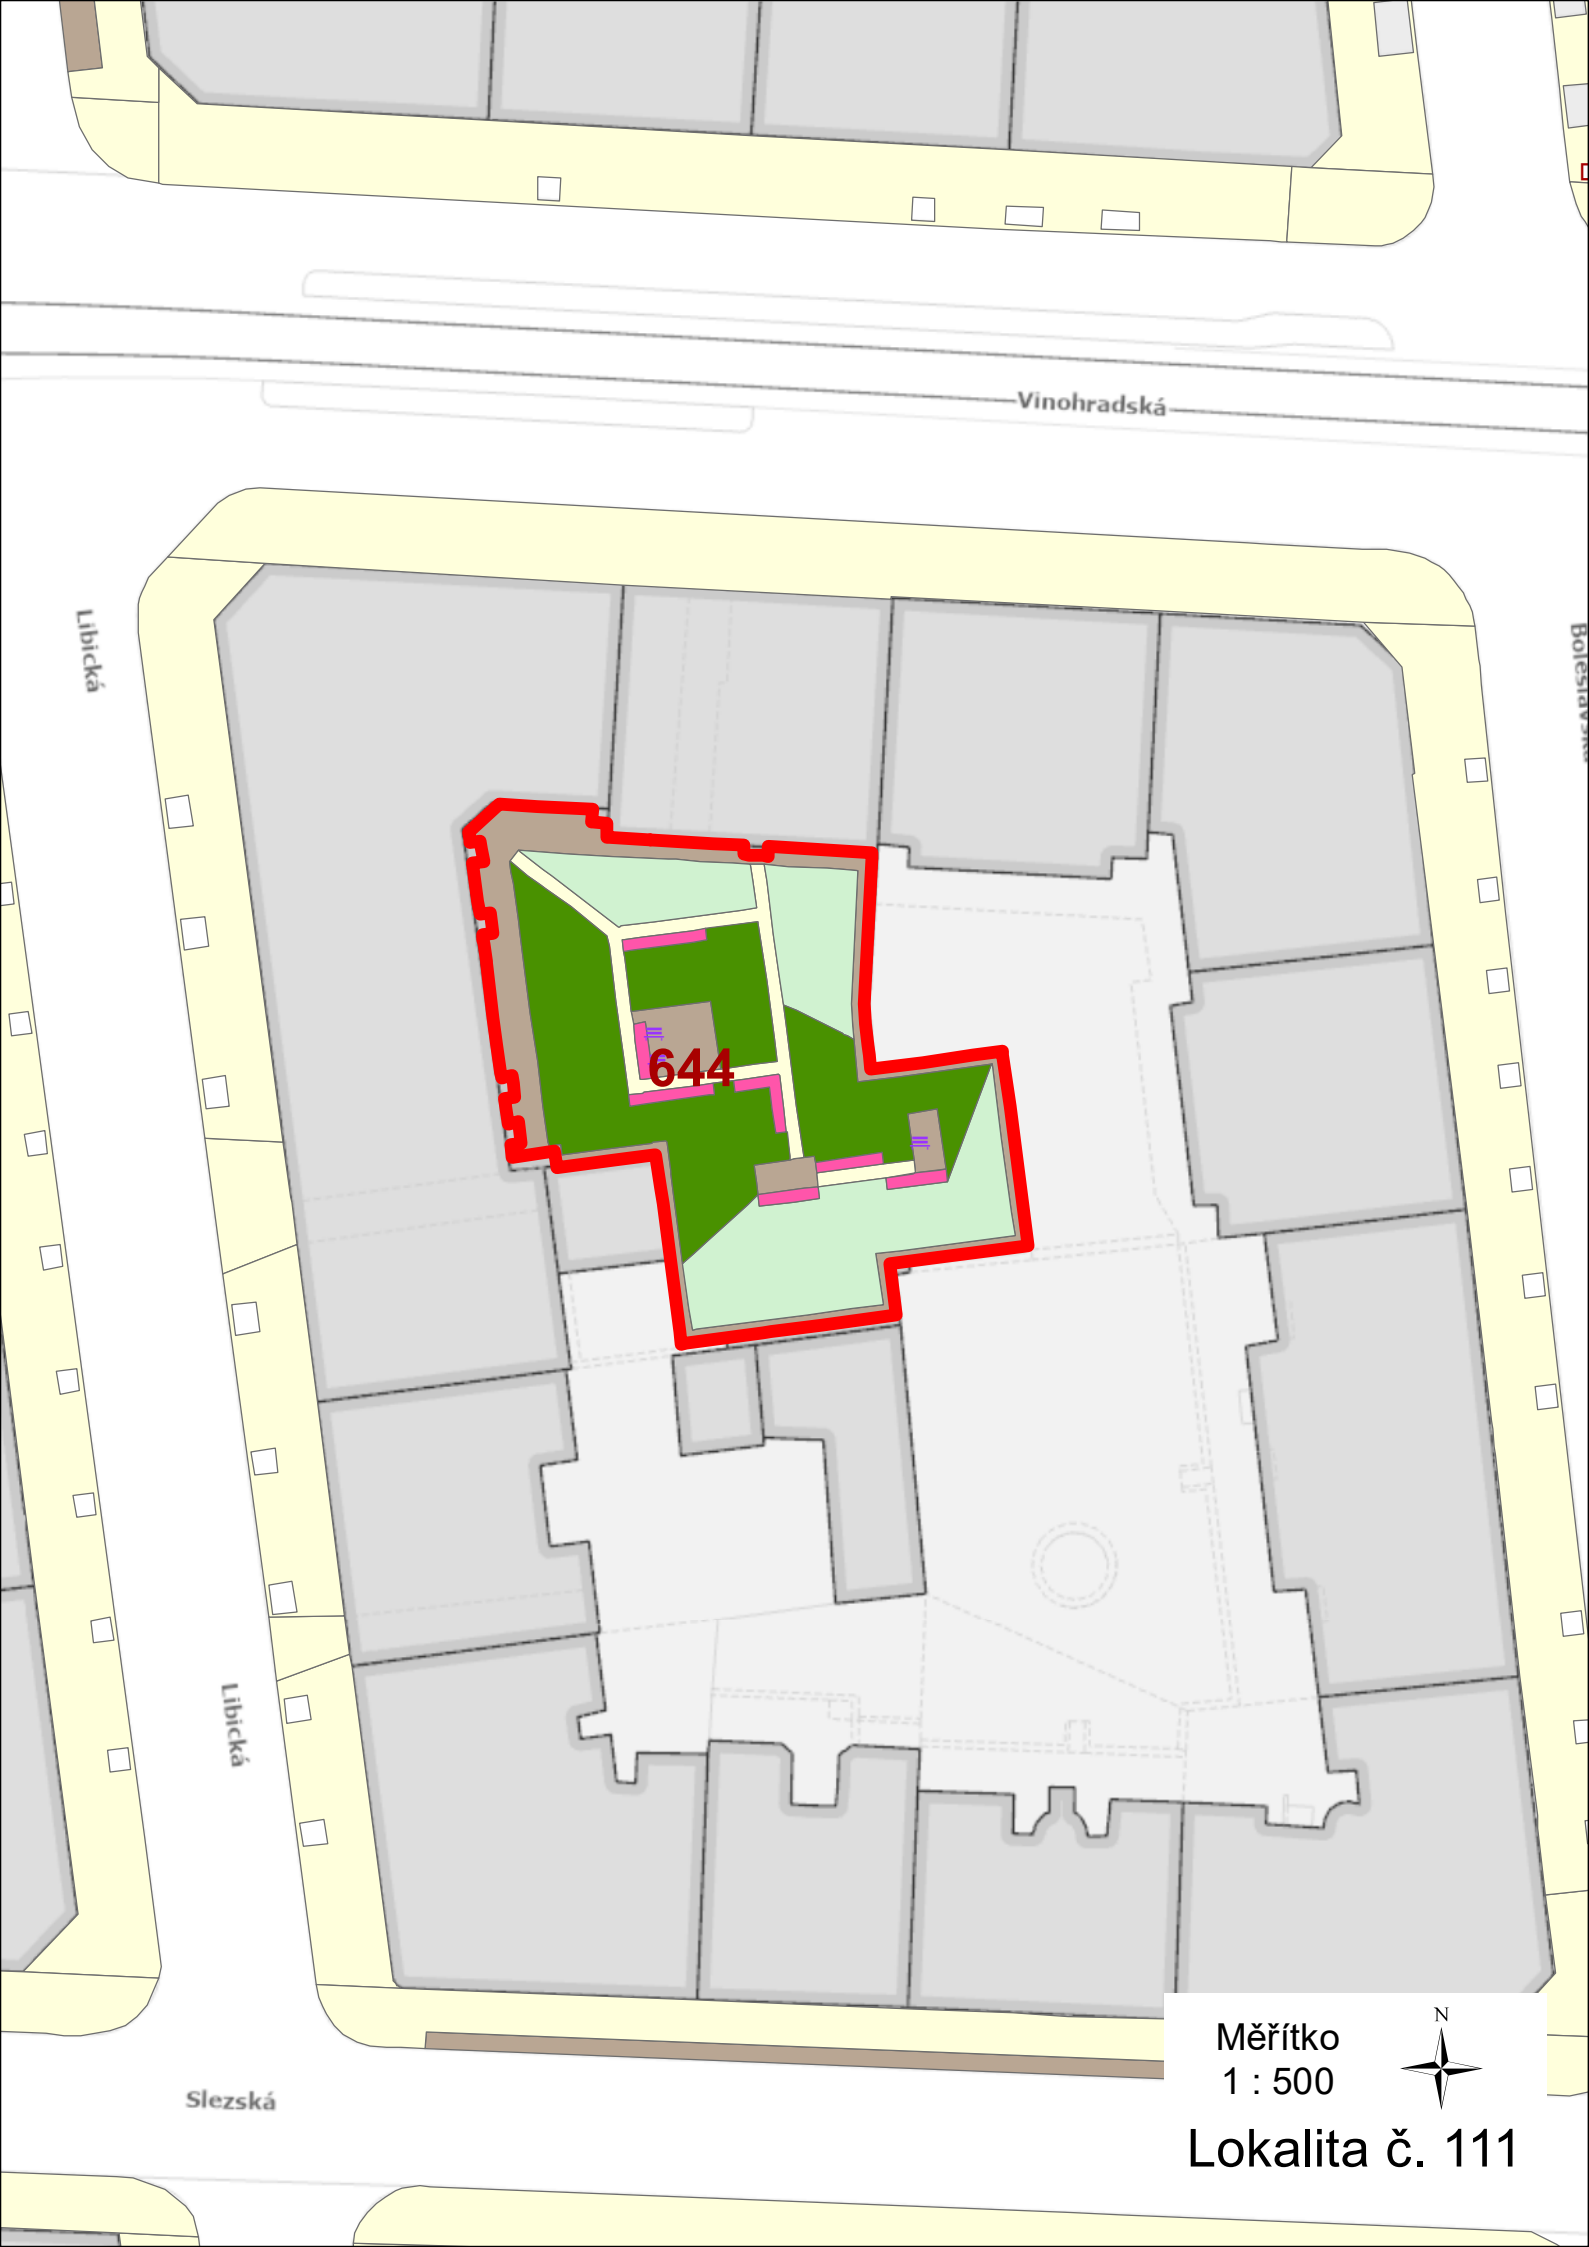 Vinohradská
Libická
644
Libická
Měřítko
N
1 : 500
Slezská
Lokalita č. 111